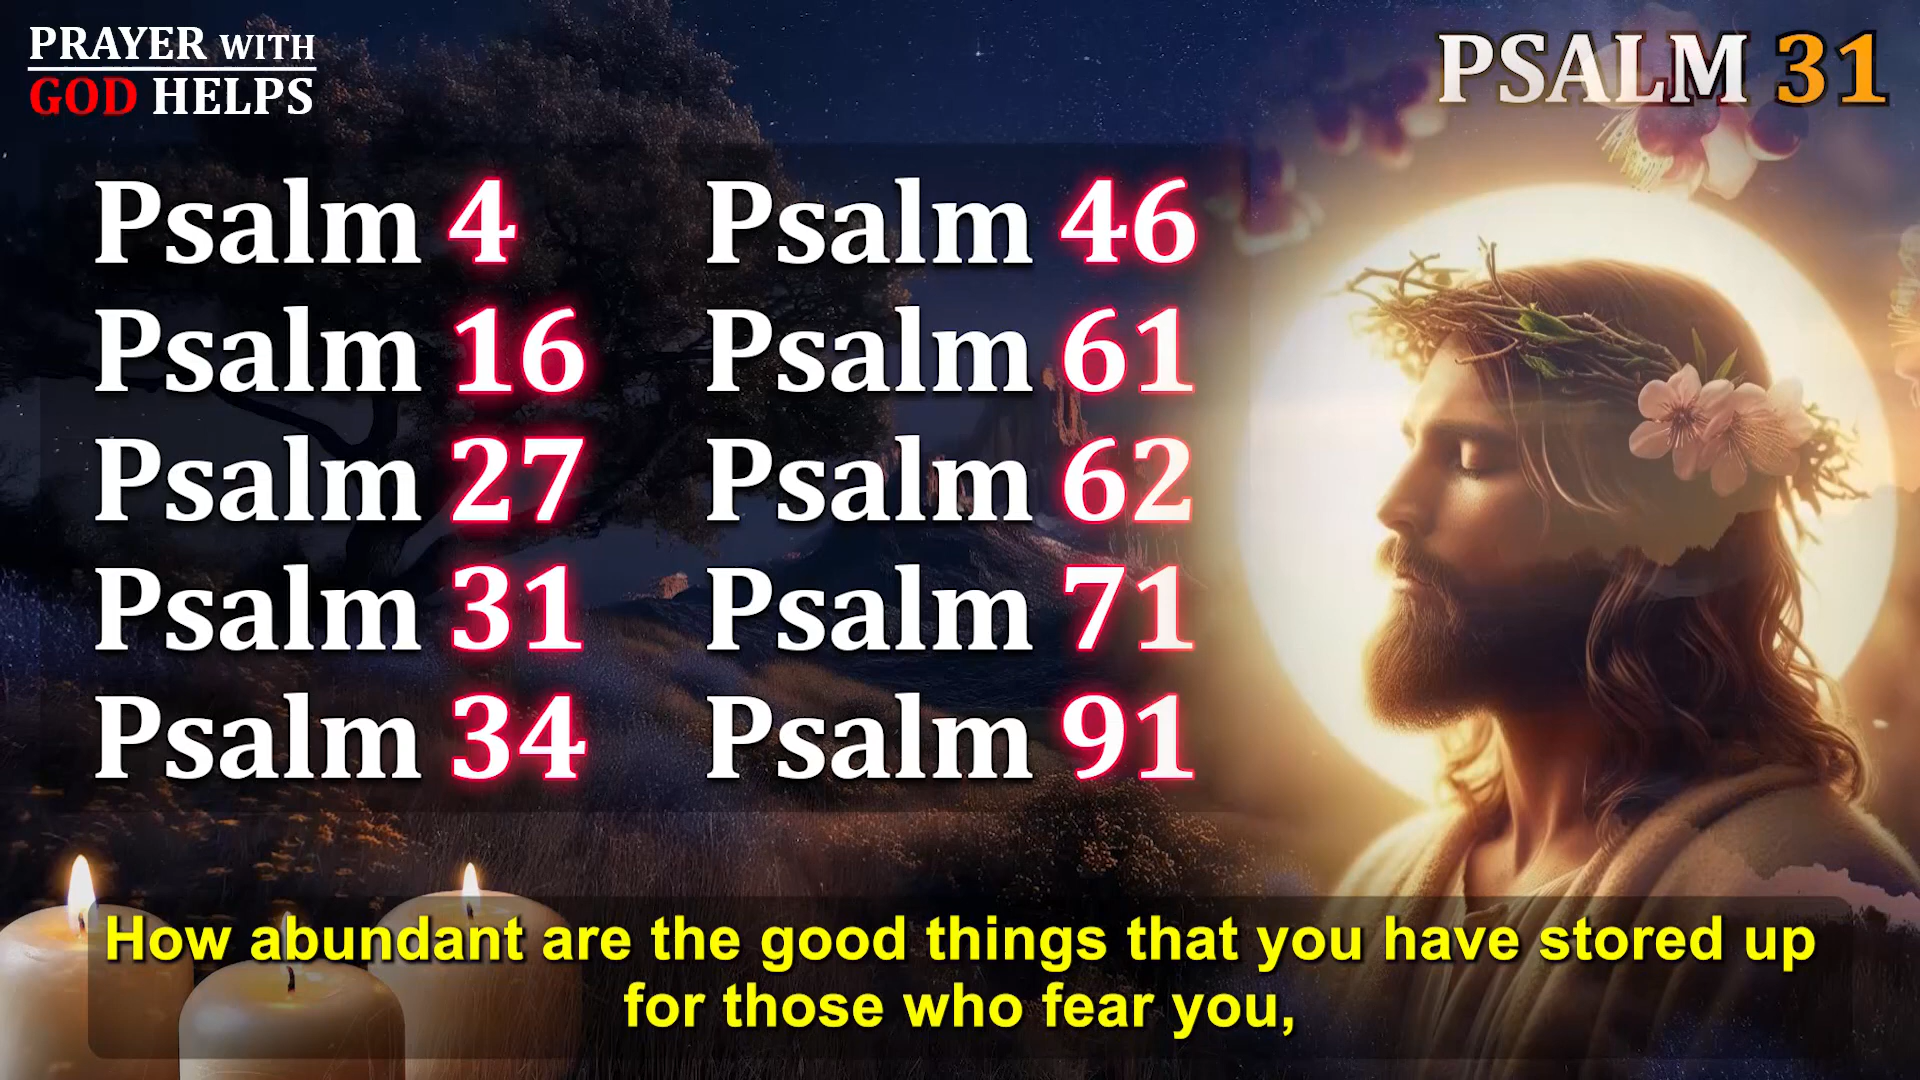 PRAYER WITH
GOD HELPS
PSALM 31
Psalm 4
Psalm 16
Psalm 27
Psalm 31
Psalm 34
Psalm 46
Psalm 61
Psalm 62
Psalm 71
Psalm 91
How abundant are the good things that you have stored up
for those who fear you,